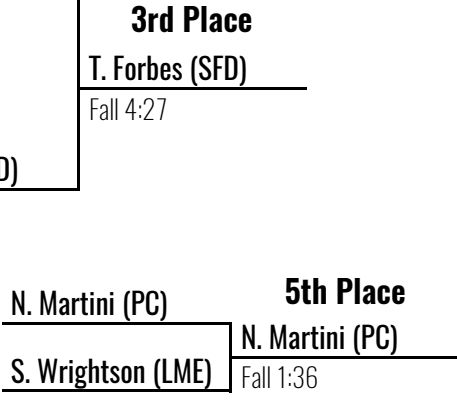 3rd Place
T. Forbes (SFD)
Fall 4:27
D)
5th Place
N. Martini (PC)
N. Martini (PC)
S. Wrightson (LME)
Fall 1:36